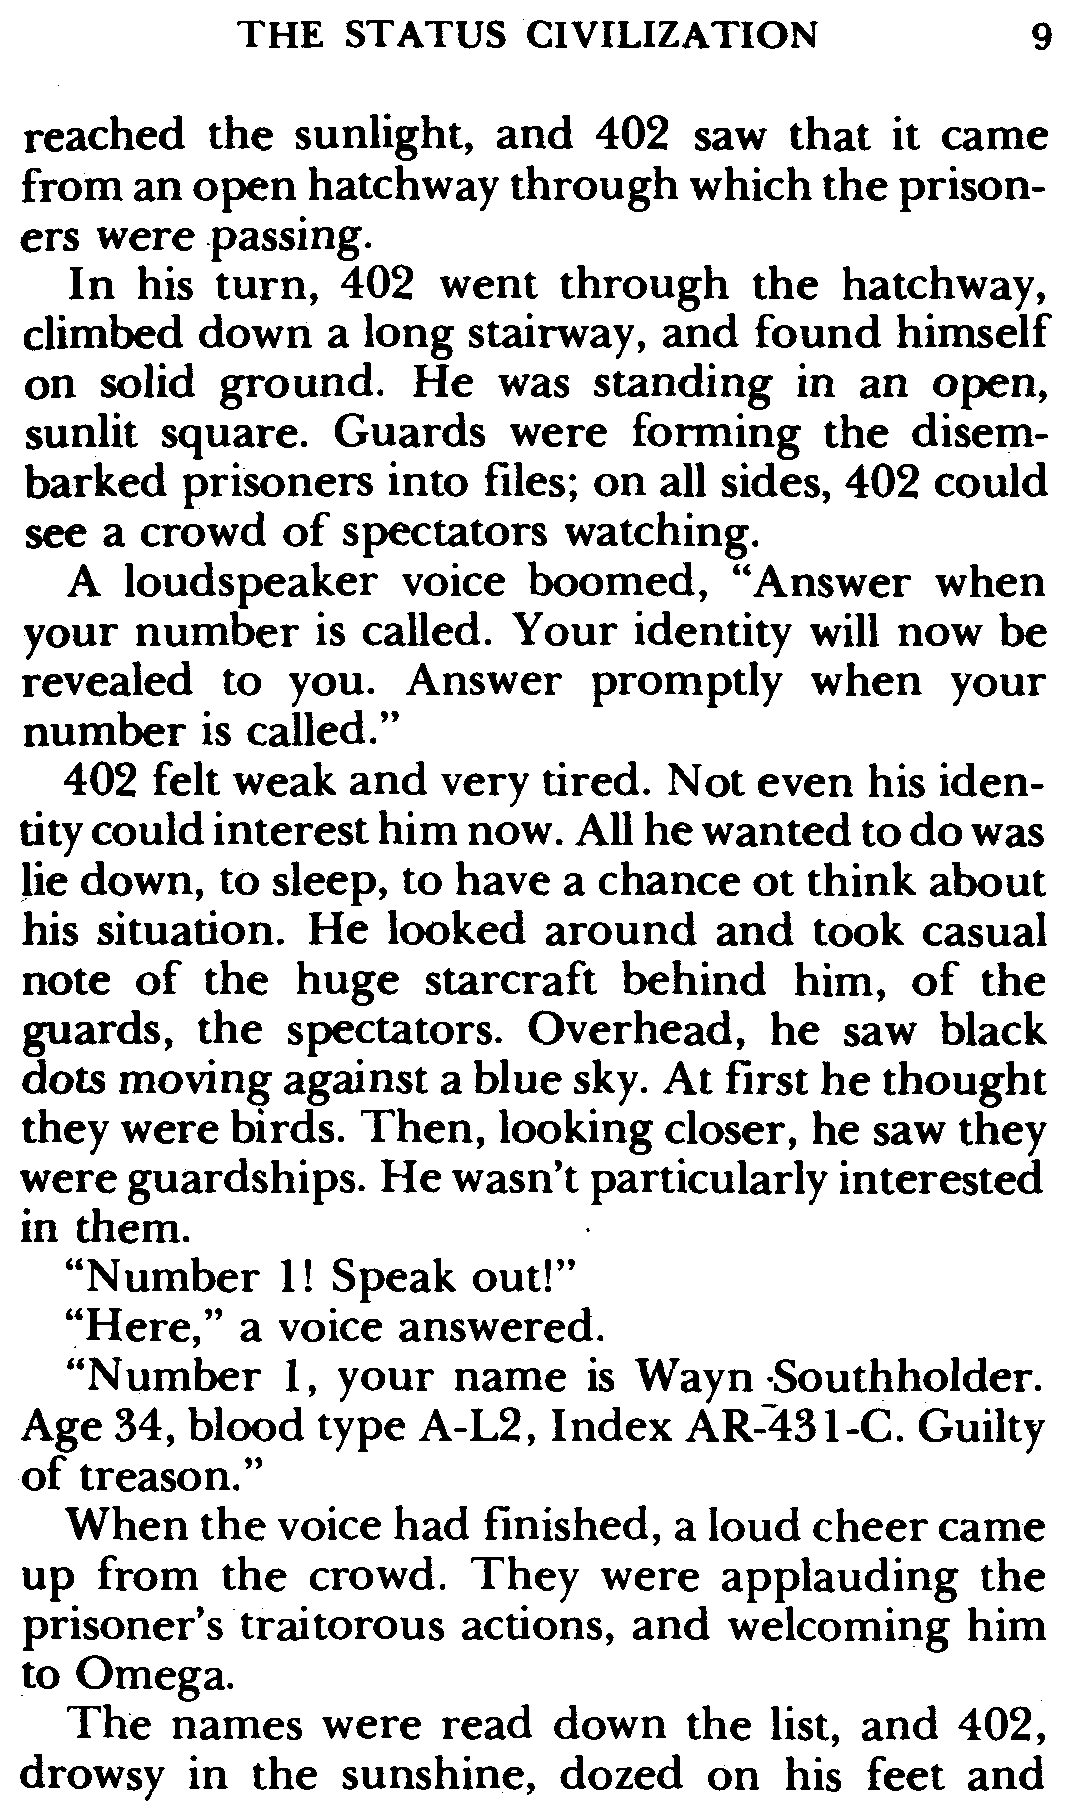 THE STATUS CIVILIZATION 9
reached the sunlight, and 402 saw that it came
from an open hatchway through which the prison-
ers were passing.
In his turn, 402 went through the hatchway,
climbed down a long stairway, and found himself
on solid ground. He was standing in an open,
sunlit square. Guards were forming the disem-
barked prisoners into files; on all sides, 402 could
see a crowd of spectators watching.
A loudspeaker voice boomed, “Answer when
your number is called. Your identity will now be
revealed to you. Answer promptly when your
number is called.”
402 felt weak and very tired. Not even his iden-
tity could interest him now. All he wanted to do was
lie down, to sleep, to have a chance ot think about
his situation. He looked around and took casual
note of the huge starcraft behind him, of the
guards, the spectators. Overhead, he saw black
dots moving against a blue sky. At first he thought
they were birds. Then, looking closer, he saw they
were guardships. He wasn’t particularly interested
in them.
“Number 1! Speak out!”
“Here,” a voice answered.
“Number 1, your name is Wayn Southholder.
Age 34, blood type A-L2, Index AR-431-C. Guilty
of treason.”
When the voice had finished, a loud cheer came
up from the crowd. They were applauding the
prisoner’s traitorous actions, and welcoming him
to Omega.
The names were read down the list, and 402,
drowsy in the sunshine, dozed on his feet and